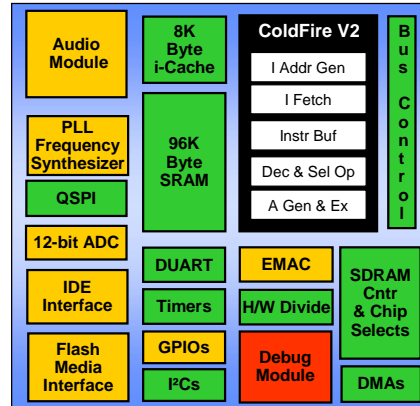 Audio
Module
PLL
Frequency
Synthesizer
QSPI
12-bit ADC
IDE
Interface
Flash
Media
Interface
8K
Byte
i-Cache
96K
Byte
SRAM
DUART
Timers
GPIOs
I²Cs
ColdFire V2
I Addr Gen
I Fetch
Instr Buf
Dec & Sel Op
A Gen & Ex
EMAC
H/W Divide
Debug
Module
Bus Control
SDRAM
Cntr
& Chip
Selects
DMAs